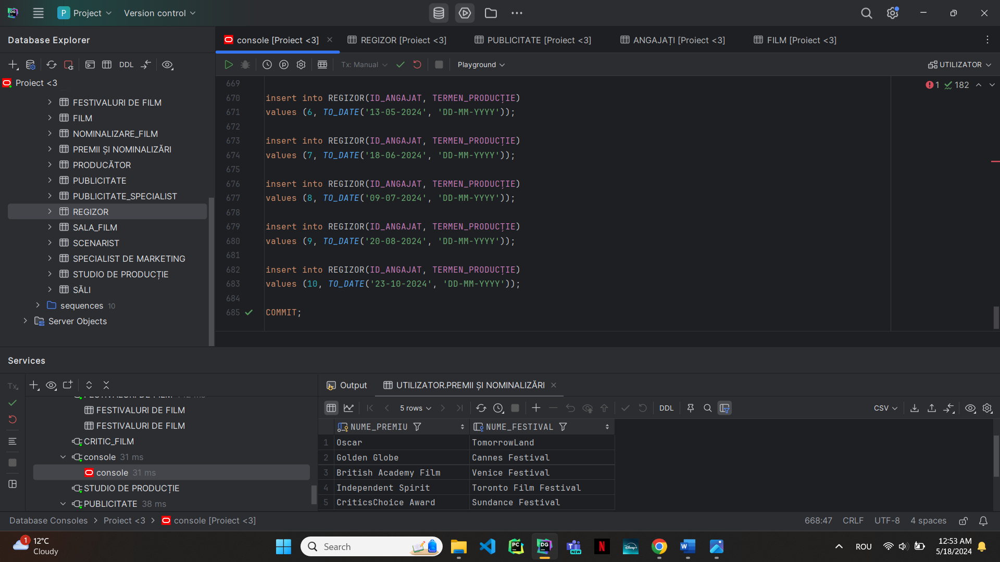 P Project Version control
Database Explorer
console [Proiect <3] REGIZOR [Proiect <3] PUBLICITATE [Proiect <3] ANGAJAȚI [Proiect <3] FILM [Proiect <3]
DDL
Tx: Manual Playground UTILIZATOR
Proiect <3
FESTIVALURI DE FILM
FILM
NOMINALIZARE_FILM
PREMII ȘI NOMINALIZĂRI
PRODUCĂTOR
PUBLICITATE
PUBLICITATE_SPECIALIST
REGIZOR
SALA_FILM
SCENARIST
SPECIALIST DE MARKETING
STUDIO DE PRODUCȚIE
SĂLI
sequences 10
Server Objects
1 182
669
670 insert into REGIZOR(ID_ANGAJAT, TERMEN_PRODUCȚIE)
671 values (6, TO_DATE('13-05-2024', 'DD-MM-YYYY'));
672
673 insert into REGIZOR(ID_ANGAJAT, TERMEN_PRODUCȚIE)
674 values (7, TO_DATE('18-06-2024', 'DD-MM-YYYY'));
675
676 insert into REGIZOR(ID_ANGAJAT, TERMEN_PRODUCȚIE)
677 values (8, TO_DATE('09-07-2024', 'DD-MM-YYYY'));
678
679 insert into REGIZOR(ID_ANGAJAT, TERMEN_PRODUCȚIE)
680 values (9, TO_DATE('20-08-2024', 'DD-MM-YYYY'));
681
682 insert into REGIZOR(ID_ANGAJAT, TERMEN_PRODUCȚIE)
683 values (10, TO_DATE('23-10-2024', 'DD-MM-YYYY'));
684
685 COMMIT;
Services
Tx
FESTIVALURI DE FILM
FESTIVALURI DE FILM
FESTIVALURI DE FILM
CRITIC_FILM
console 31 ms
console 31 ms
STUDIO DE PRODUCȚIE
PUBLICITATE 38 ms
Output UTILIZATOR.PREMII ȘI NOMINALIZĂRI
5 rows DDL CSV
NUME_PREMIU NUME_FESTIVAL
1 Oscar TomorrowLand
2 Golden Globe Cannes Festival
3 British Academy Film Venice Festival
4 Independent Spirit Toronto Film Festival
5 CriticsChoice Award Sundance Festival
Database Consoles > Proiect <3 > console [Proiect <3] 668:47 CRLF UTF-8 4 spaces
1 12°C
Cloudy
Search
PC
DG
NEW
N
Disney+
W
ROU
12:53 AM
5/18/2024